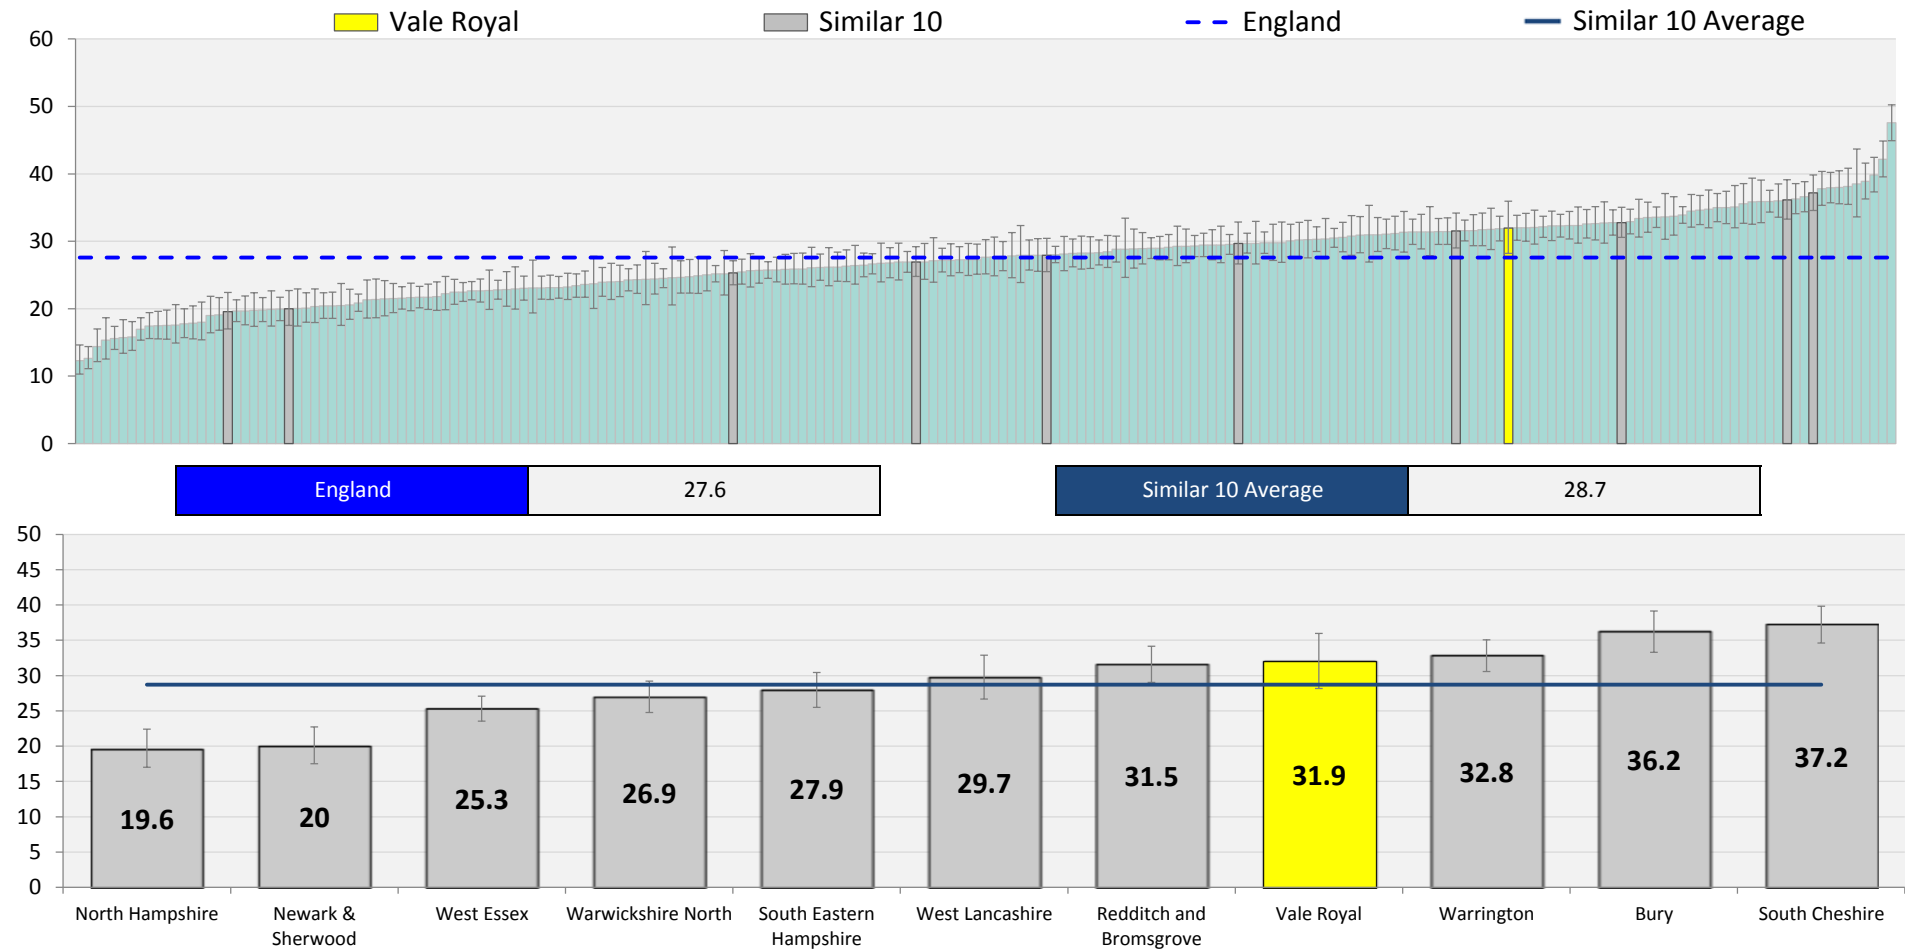 Vale Royal
Similar 10
England
Similar 10 Average
60
50
40
30
20
10
0
England
27.6
Similar 10 Average
28.7
50
45
40
35
30
25
20
15
10
5
0
19.6
20
25.3
26.9
27.9
29.7
31.5
31.9
32.8
36.2
37.2
North Hampshire
Newark &
Sherwood
West Essex
Warwickshire North
South Eastern
Hampshire
West Lancashire
Redditch and
Bromsgrove
Vale Royal
Warrington
Bury
South Cheshire